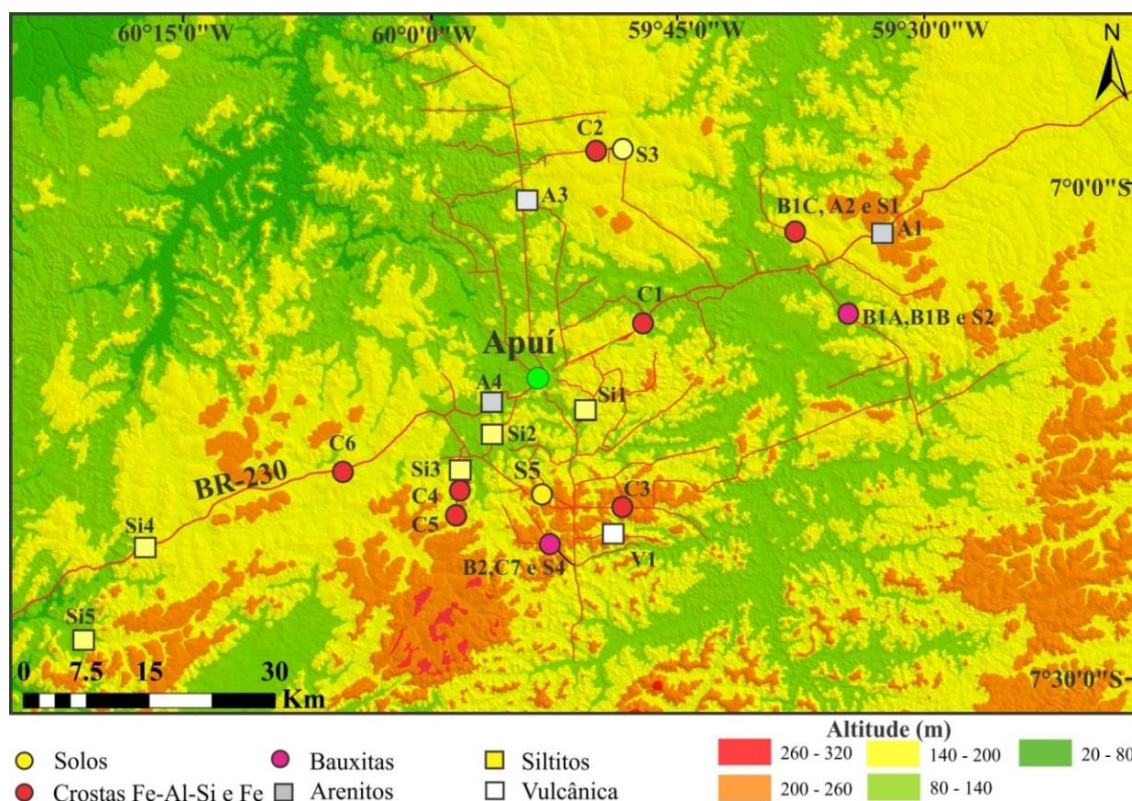 60°15'0"W
60°0'0"W
59°45'0"W
59°30'0"W
N
C2
S3
7°0'0"S
A3
B1C, A2 e S1
A1
C1
B1A,B1B e S2
Apuí
A4
Si1
Si2
C6
BR-230
Si3
S5
C4
C3
C5
Si4
V1
B2,C7 e S4
Si5
0 7.5 15 30
Km
7°30'0"S
Altitude (m)
Solos
Bauxitas
Siltitos
260 - 320
140 - 200
20 - 80
Crostas Fe-Al-Si e Fe
Arenitos
Vulcânica
200 - 260
80 - 140